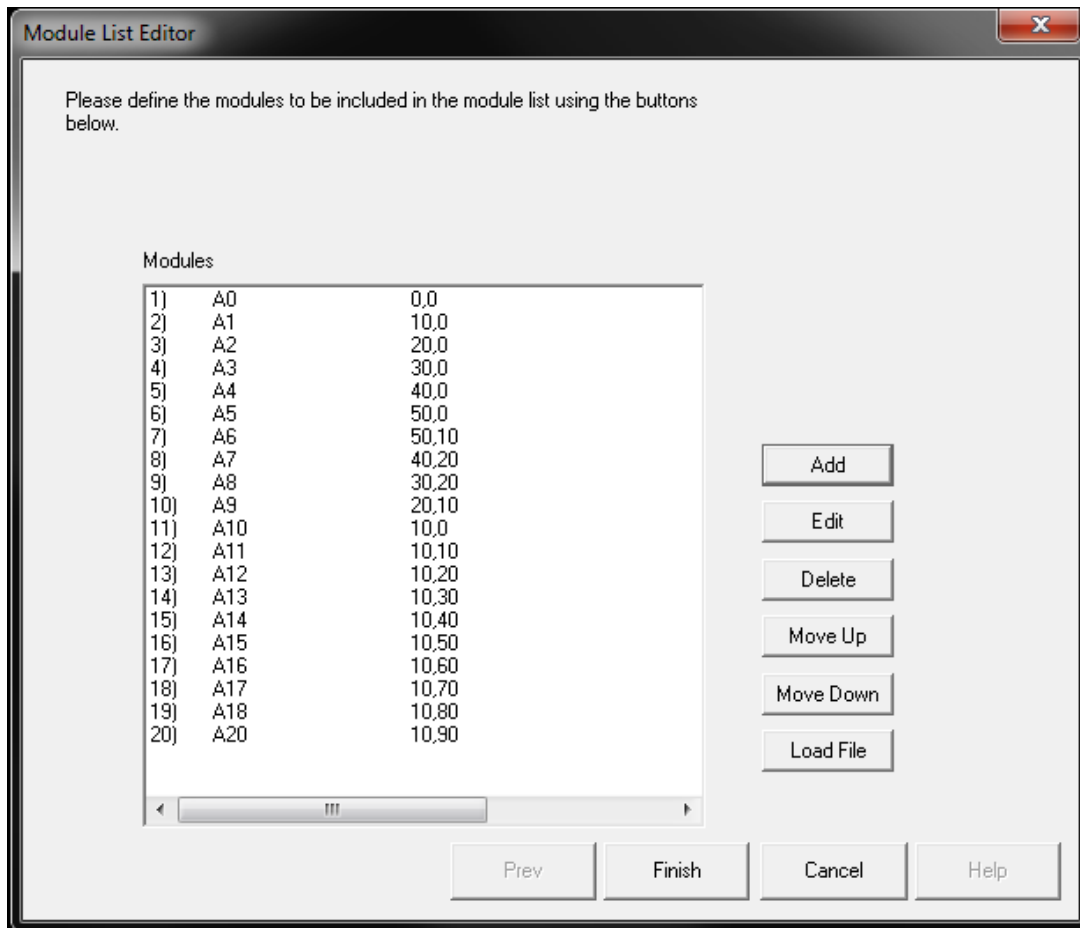 Module List Editor
Please define the modules to be included in the module list using the buttons
below.
Modules
1) A0 0,0
2) A1 10,0
3) A2 20,0
4) A3 30,0
5) A4 40,0
6) A5 50,0
7) A6 50,10
8) A7 40,20
9) A8 30,20
10) A9 20,10
11) A10 10,0
12) A11 10,10
13) A12 10,20
14) A13 10,30
15) A14 10,40
16) A15 10,50
17) A16 10,60
18) A17 10,70
19) A18 10,80
20) A20 10,90
Add
Edit
Delete
Move Up
Move Down
Load File
Prev Finish Cancel Help